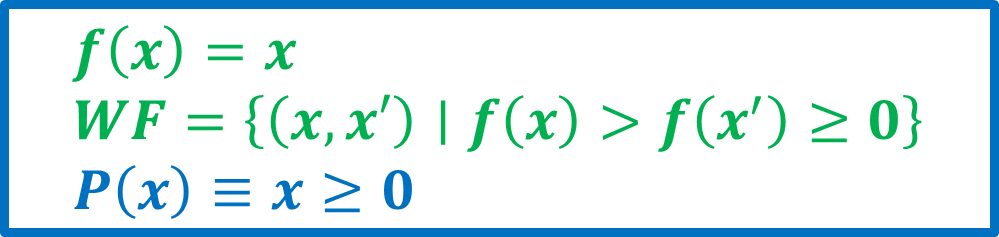 f(x) = x
WF = {(x, x′) | f(x) > f(x′) ≥ 0}
P(x) ≡ x ≥ 0